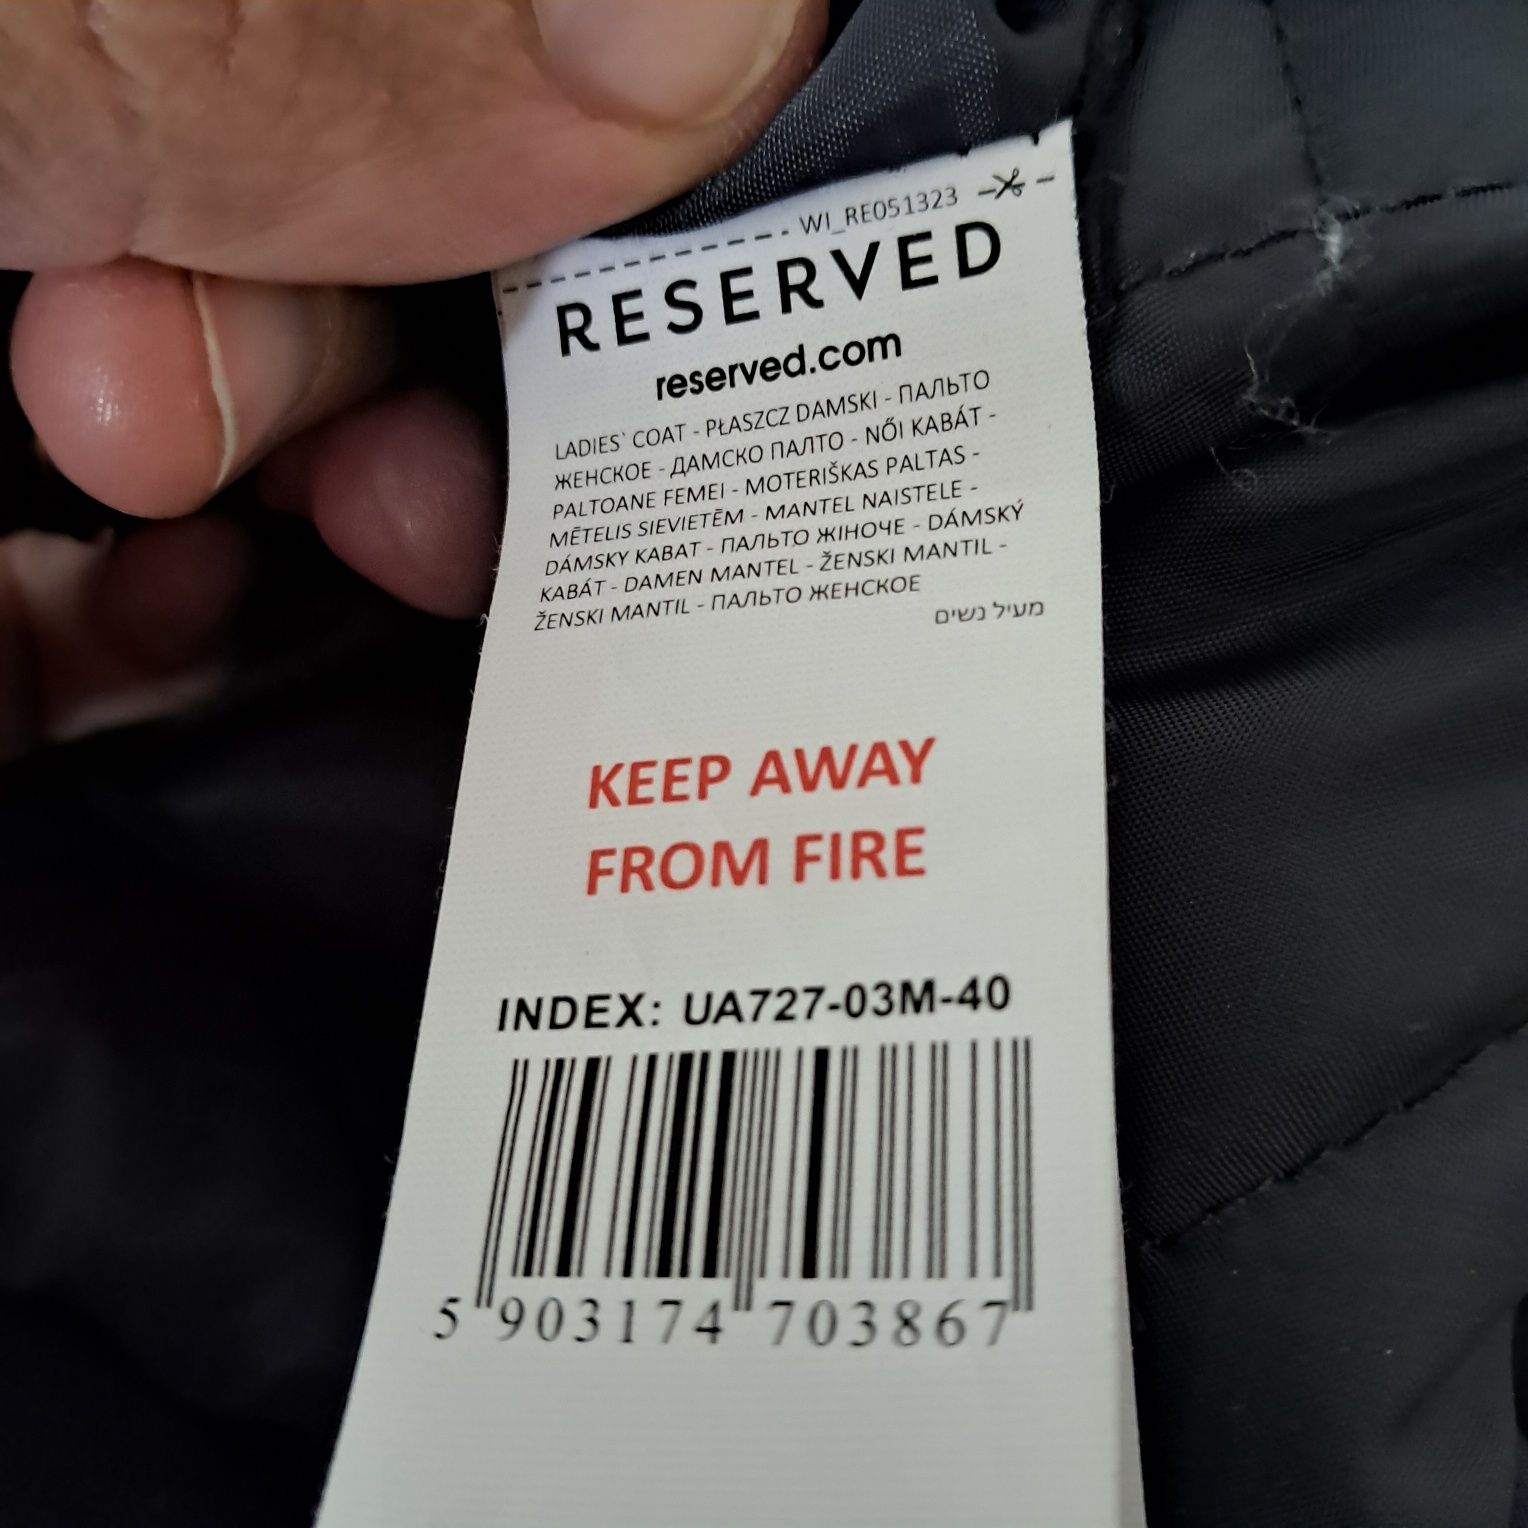 WI_RE051323
RESERVED
reserved.com
LADIES` COAT - PŁASZCZ DAMSKI - ПАЛЬТО
ЖЕНСКОЕ - ДАМСКО ПАЛТО - NŐI KABÁT -
PALTOANE FEMEI - MOTERIŠKAS PALTAS -
MĒTELIS SIEVIETĒM - MANTEL NAISTELE -
DÁMSKY KABAT - ПАЛЬТО ЖІНОЧЕ - DÁMSKÝ
KABÁT - DAMEN MANTEL - ŽENSKI MANTIL -
ŽENSKI MANTIL - ПАЛЬТО ЖЕНСКОЕ
מעיל נשים
KEEP AWAY
FROM FIRE
INDEX: UA727-03M-40
5 903174 703867